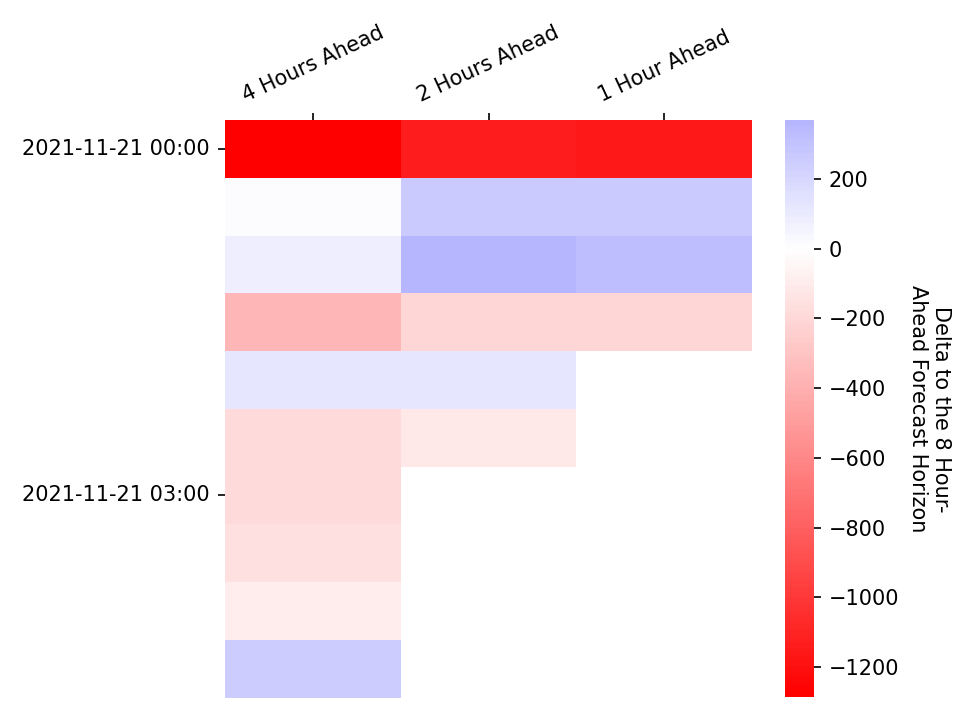 4 Hours Ahead
2 Hours Ahead
1 Hour Ahead
2021-11-21 00:00
2021-11-21 03:00
200
0
−200
−400
−600
−800
−1000
−1200
Delta to the 8 Hour-
Ahead Forecast Horizon